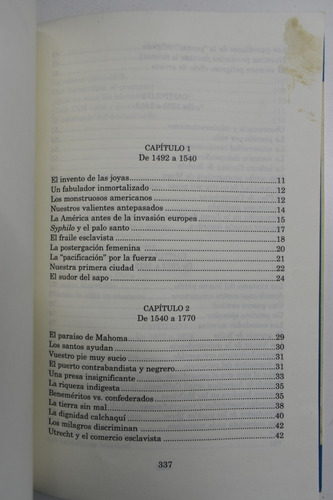 CAPÍTULO 1
De 1492 a 1540
El invento de las joyas 11
Un fabulador inmortalizado 12
Los monstruosos americanos 12
Nuestros valientes antepasados 14
La América antes de la invasión europea 15
Syphilo y el palo santo 17
El fraile esclavista 18
La postergación femenina 20
La "pacificación" por la fuerza 21
Nuestra primera ciudad 22
El sudor del sapo 24
CAPÍTULO 2
De 1540 a 1770
El paraíso de Mahoma 29
Los santos ayudan 30
Vuestro pie muy sucio 31
El puerto contrabandista y negrero 31
Una presa insignificante 33
La riqueza indigesta 35
Beneméritos vs. confederados 35
La tierra sin mal 38
La dignidad calchaquí 40
Los milagros discriminan 42
Utrecht y el comercio esclavista 42
337